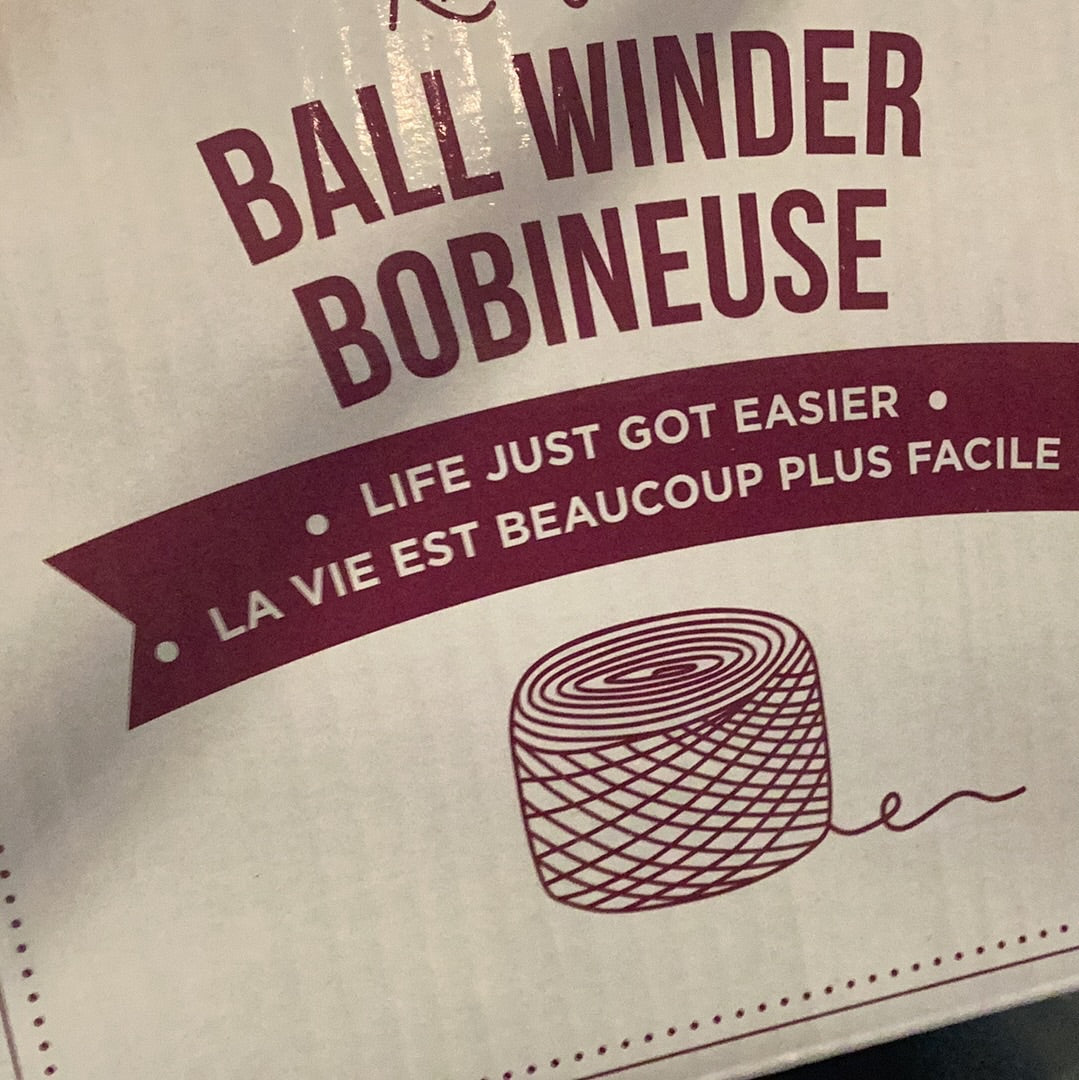 BALL WINDER
BOBINEUSE
• LIFE JUST GOT EASIER •
• LA VIE EST BEAUCOUP PLUS FACILE